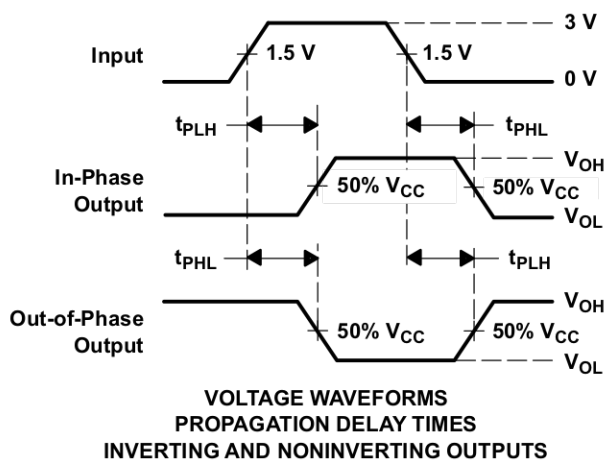 3 V
Input
1.5 V
1.5 V
0 V
tPLH
tPHL
In-Phase
Output
VOH
50% VCC
50% VCC
VOL
tPHL
tPLH
Out-of-Phase
Output
VOH
50% VCC
50% VCC
VOL
VOLTAGE WAVEFORMS
PROPAGATION DELAY TIMES
INVERTING AND NONINVERTING OUTPUTS